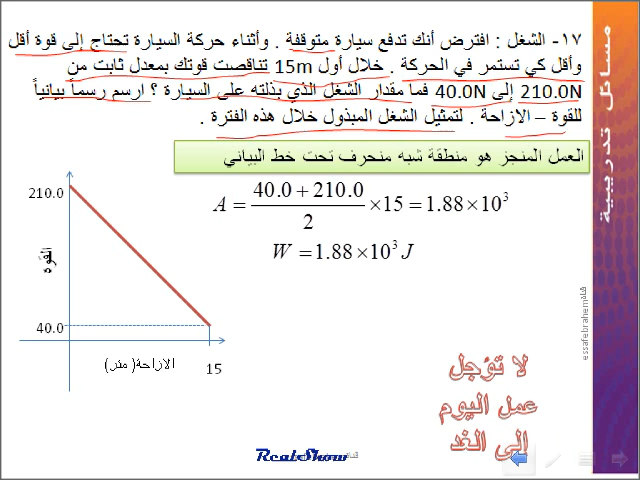 ١٧- الشغل : افترض أنك تدفع سيارة متوقفة . وأثناء حركة السيارة تحتاج إلى قوة أقل
وأقل كي تستمر في الحركة . خلال أول 15m تناقصت قوتك بمعدل ثابت من
210.0N إلى 40.0N فما مقدار الشغل الذي بذلته على السيارة ؟ ارسم رسماً بيانياً
للقوة – الازاحة . لتمثيل الشغل المبذول خلال هذه الفترة .
العمل المنجز هو منطقة شبه منحرف تحت خط البياني
A = (40.0 + 210.0)/2 × 15 = 1.88 × 10³
W = 1.88 × 10³ J
210.0
القوة
40.0
15
الازاحة( متر)
لا تؤجل
عمل اليوم
إلى الغد
RealShow
مسائل تدريبية
essafebrahem قناة